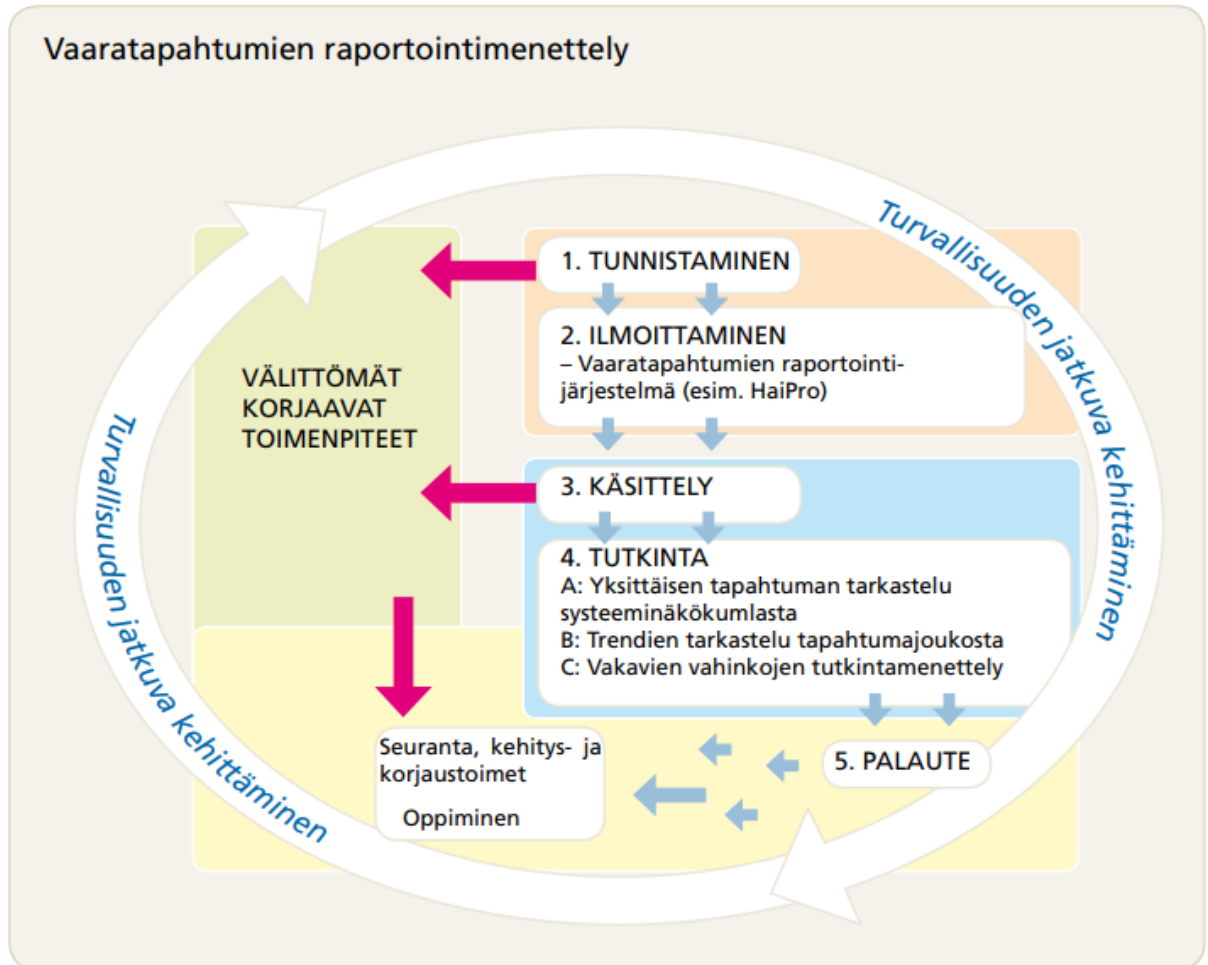 Vaaratapahtumien raportointimenettely
Turvallisuuden jatkuva kehittäminen
1. TUNNISTAMINEN
2. ILMOITTAMINEN
– Vaaratapahtumien raportointi-
järjestelmä (esim. HaiPro)
VÄLITTÖMÄT
KORJAAVAT
TOIMENPITEET
3. KÄSITTELY
4. TUTKINTA
A: Yksittäisen tapahtuman tarkastelu
systeeminäkökumlasta
B: Trendien tarkastelu tapahtumajoukosta
C: Vakavien vahinkojen tutkintamenettely
5. PALAUTE
Seuranta, kehitys- ja
korjaustoimet
Oppiminen
Turvallisuuden jatkuva kehittäminen